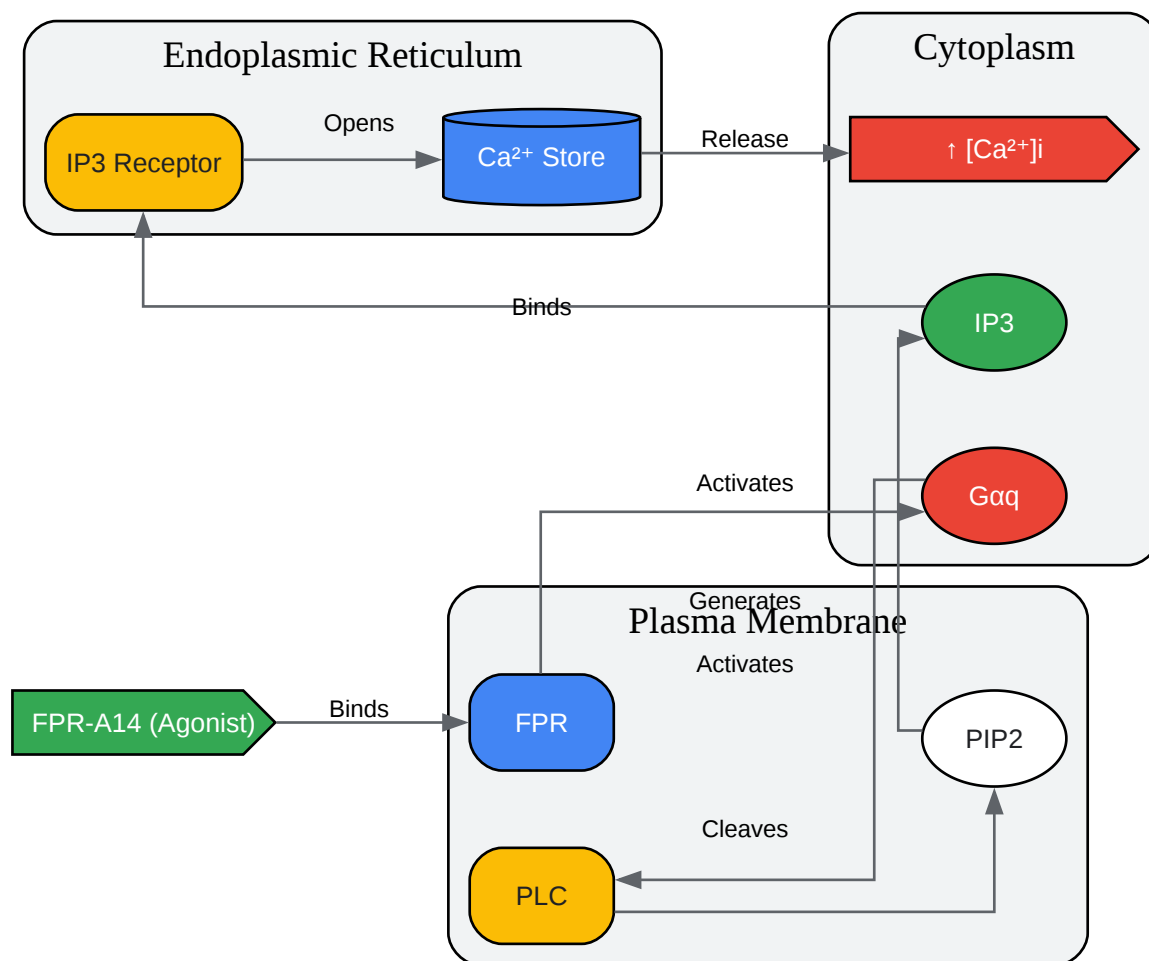 Endoplasmic Reticulum
Cytoplasm
IP3 Receptor
Opens
Ca²⁺ Store
Release
↑ [Ca²⁺]i
Binds
IP3
Activates
Gαq
Generates
Plasma Membrane
Activates
FPR-A14 (Agonist)
Binds
FPR
PIP2
Cleaves
PLC